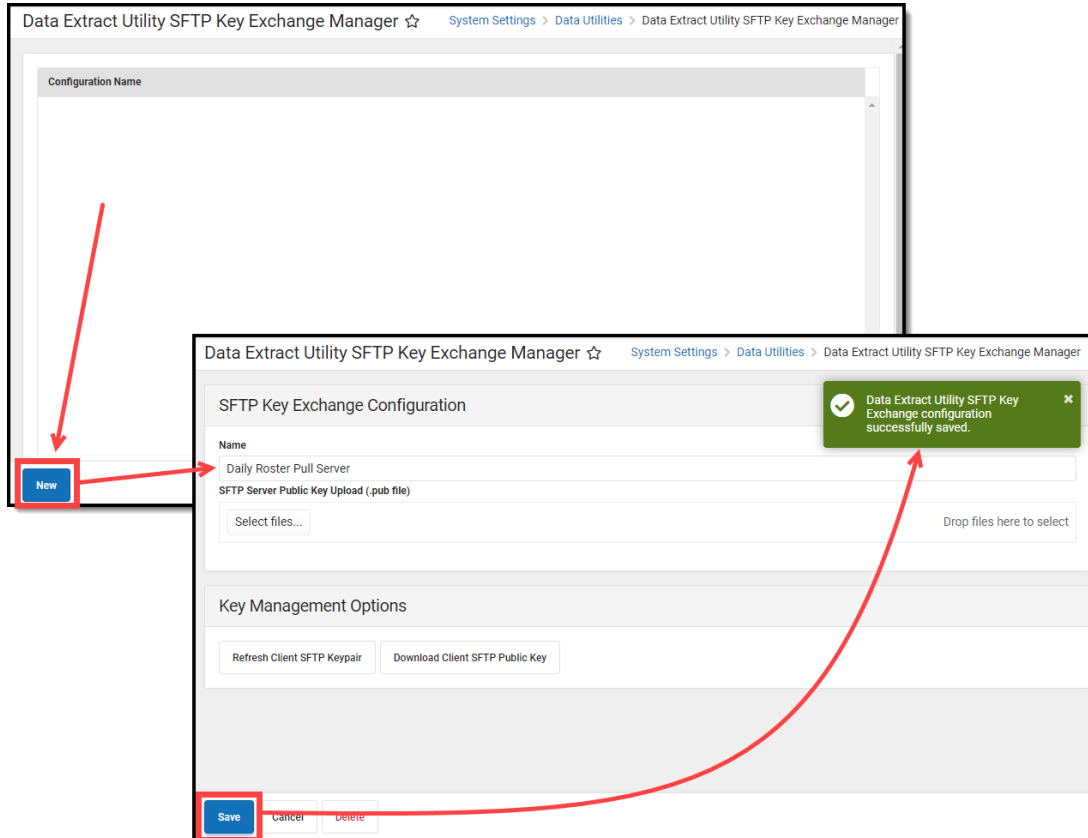 Data Extract Utility SFTP Key Exchange Manager
System Settings > Data Utilities > Data Extract Utility SFTP Key Exchange Manager
Configuration Name
New
Data Extract Utility SFTP Key Exchange Manager
System Settings > Data Utilities > Data Extract Utility SFTP Key Exchange Manager
SFTP Key Exchange Configuration
Data Extract Utility SFTP Key
Exchange configuration
successfully saved.
Name
Daily Roster Pull Server
SFTP Server Public Key Upload (.pub file)
Select files...
Drop files here to select
Key Management Options
Refresh Client SFTP Keypair
Download Client SFTP Public Key
Save
Cancel
Delete